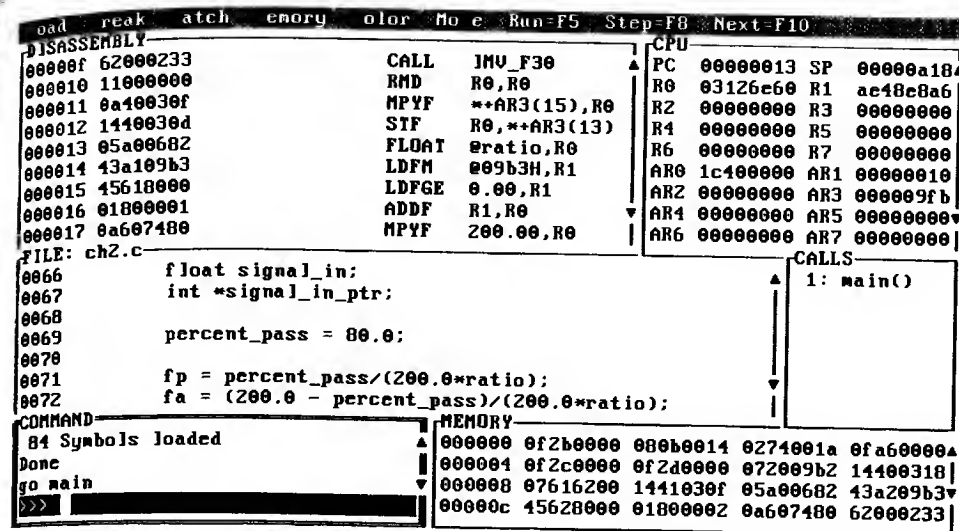 oad reak atch emory olor Mo e Run=F5 Step=F8 Next=F10
DISASSEMBLY
00000f 62000233 CALL INV_F30
000010 11000000 RND R0,R0
000011 0a40030f MPYF *+AR3(15),R0
000012 1440030d STF R0,*+AR3(13)
000013 05a00682 FLOAT @ratio,R0
000014 43a109b3 LDFM @09b3H,R1
000015 45618000 LDFGE 0.00,R1
000016 01800001 ADDF R1,R0
000017 0a607480 MPYF 200.00,R0
CPU
PC 00000013 SP 00000a18
R0 03126e60 R1 ae48e8a6
R2 00000000 R3 00000000
R4 00000000 R5 00000000
R6 00000000 R7 00000000
AR0 1c400000 AR1 00000010
AR2 00000000 AR3 000009fb
AR4 00000000 AR5 00000000
AR6 00000000 AR7 00000000
FILE: ch2.c
0066 float signal_in;
0067 int *signal_in_ptr;
0068
0069 percent_pass = 80.0;
0070
0071 fp = percent_pass/(200.0*ratio);
0072 fa = (200.0 - percent_pass)/(200.0*ratio);
CALLS
1: main()
COMMAND
84 Symbols loaded
Done
go main
>>>
MEMORY
000000 0f2b0000 080b0014 0274001a 0fa60000
000004 0f2c0000 0f2d0000 072009b2 14400318
000008 07616200 1441030f 05a00682 43a209b3
00000c 45628000 01800002 0a607480 62000233